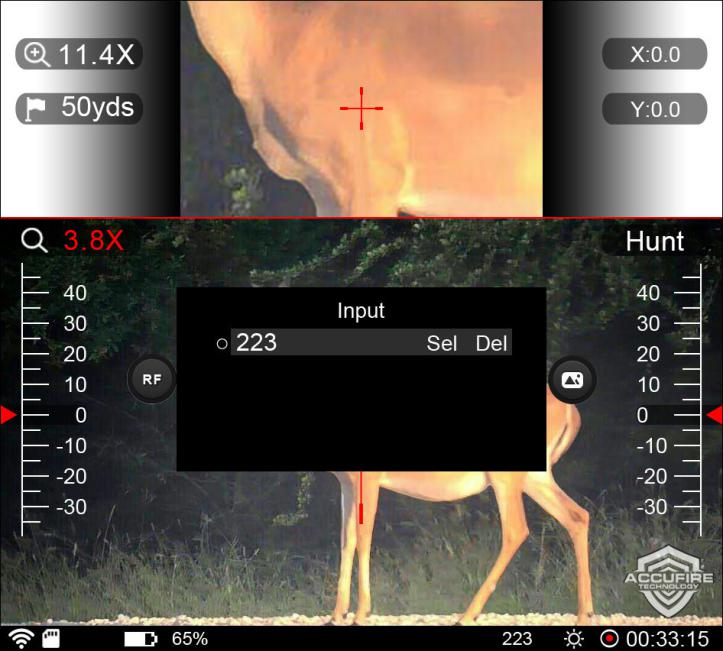 11.4X
X:0.0
50yds
Y:0.0
3.8X
Hunt
Input
223 Sel Del
40
30
20
10
0
-10
-20
-30
RF
40
30
20
10
0
-10
-20
-30
ACCUFIRE
TECHNOLOGY
65%
223
00:33:15